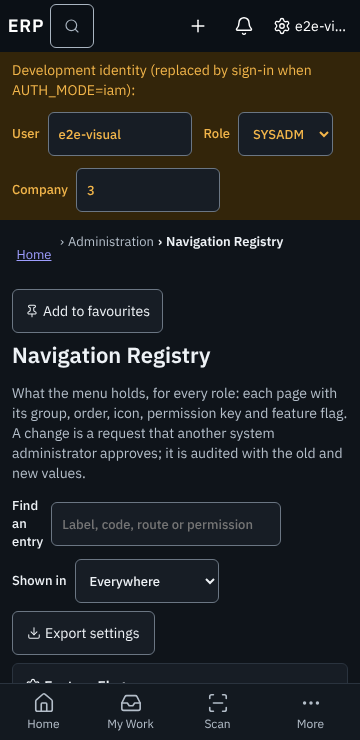 ERP
e2e-vi...
Development identity (replaced by sign-in when
AUTH_MODE=iam):
User e2e-visual Role SYSADM
Company 3
Home › Administration › Navigation Registry
Add to favourites
Navigation Registry
What the menu holds, for every role: each page with
its group, order, icon, permission key and feature flag.
A change is a request that another system
administrator approves; it is audited with the old and
new values.
Find
an
entry
Label, code, route or permission
Shown in Everywhere
Export settings
Home My Work Scan More